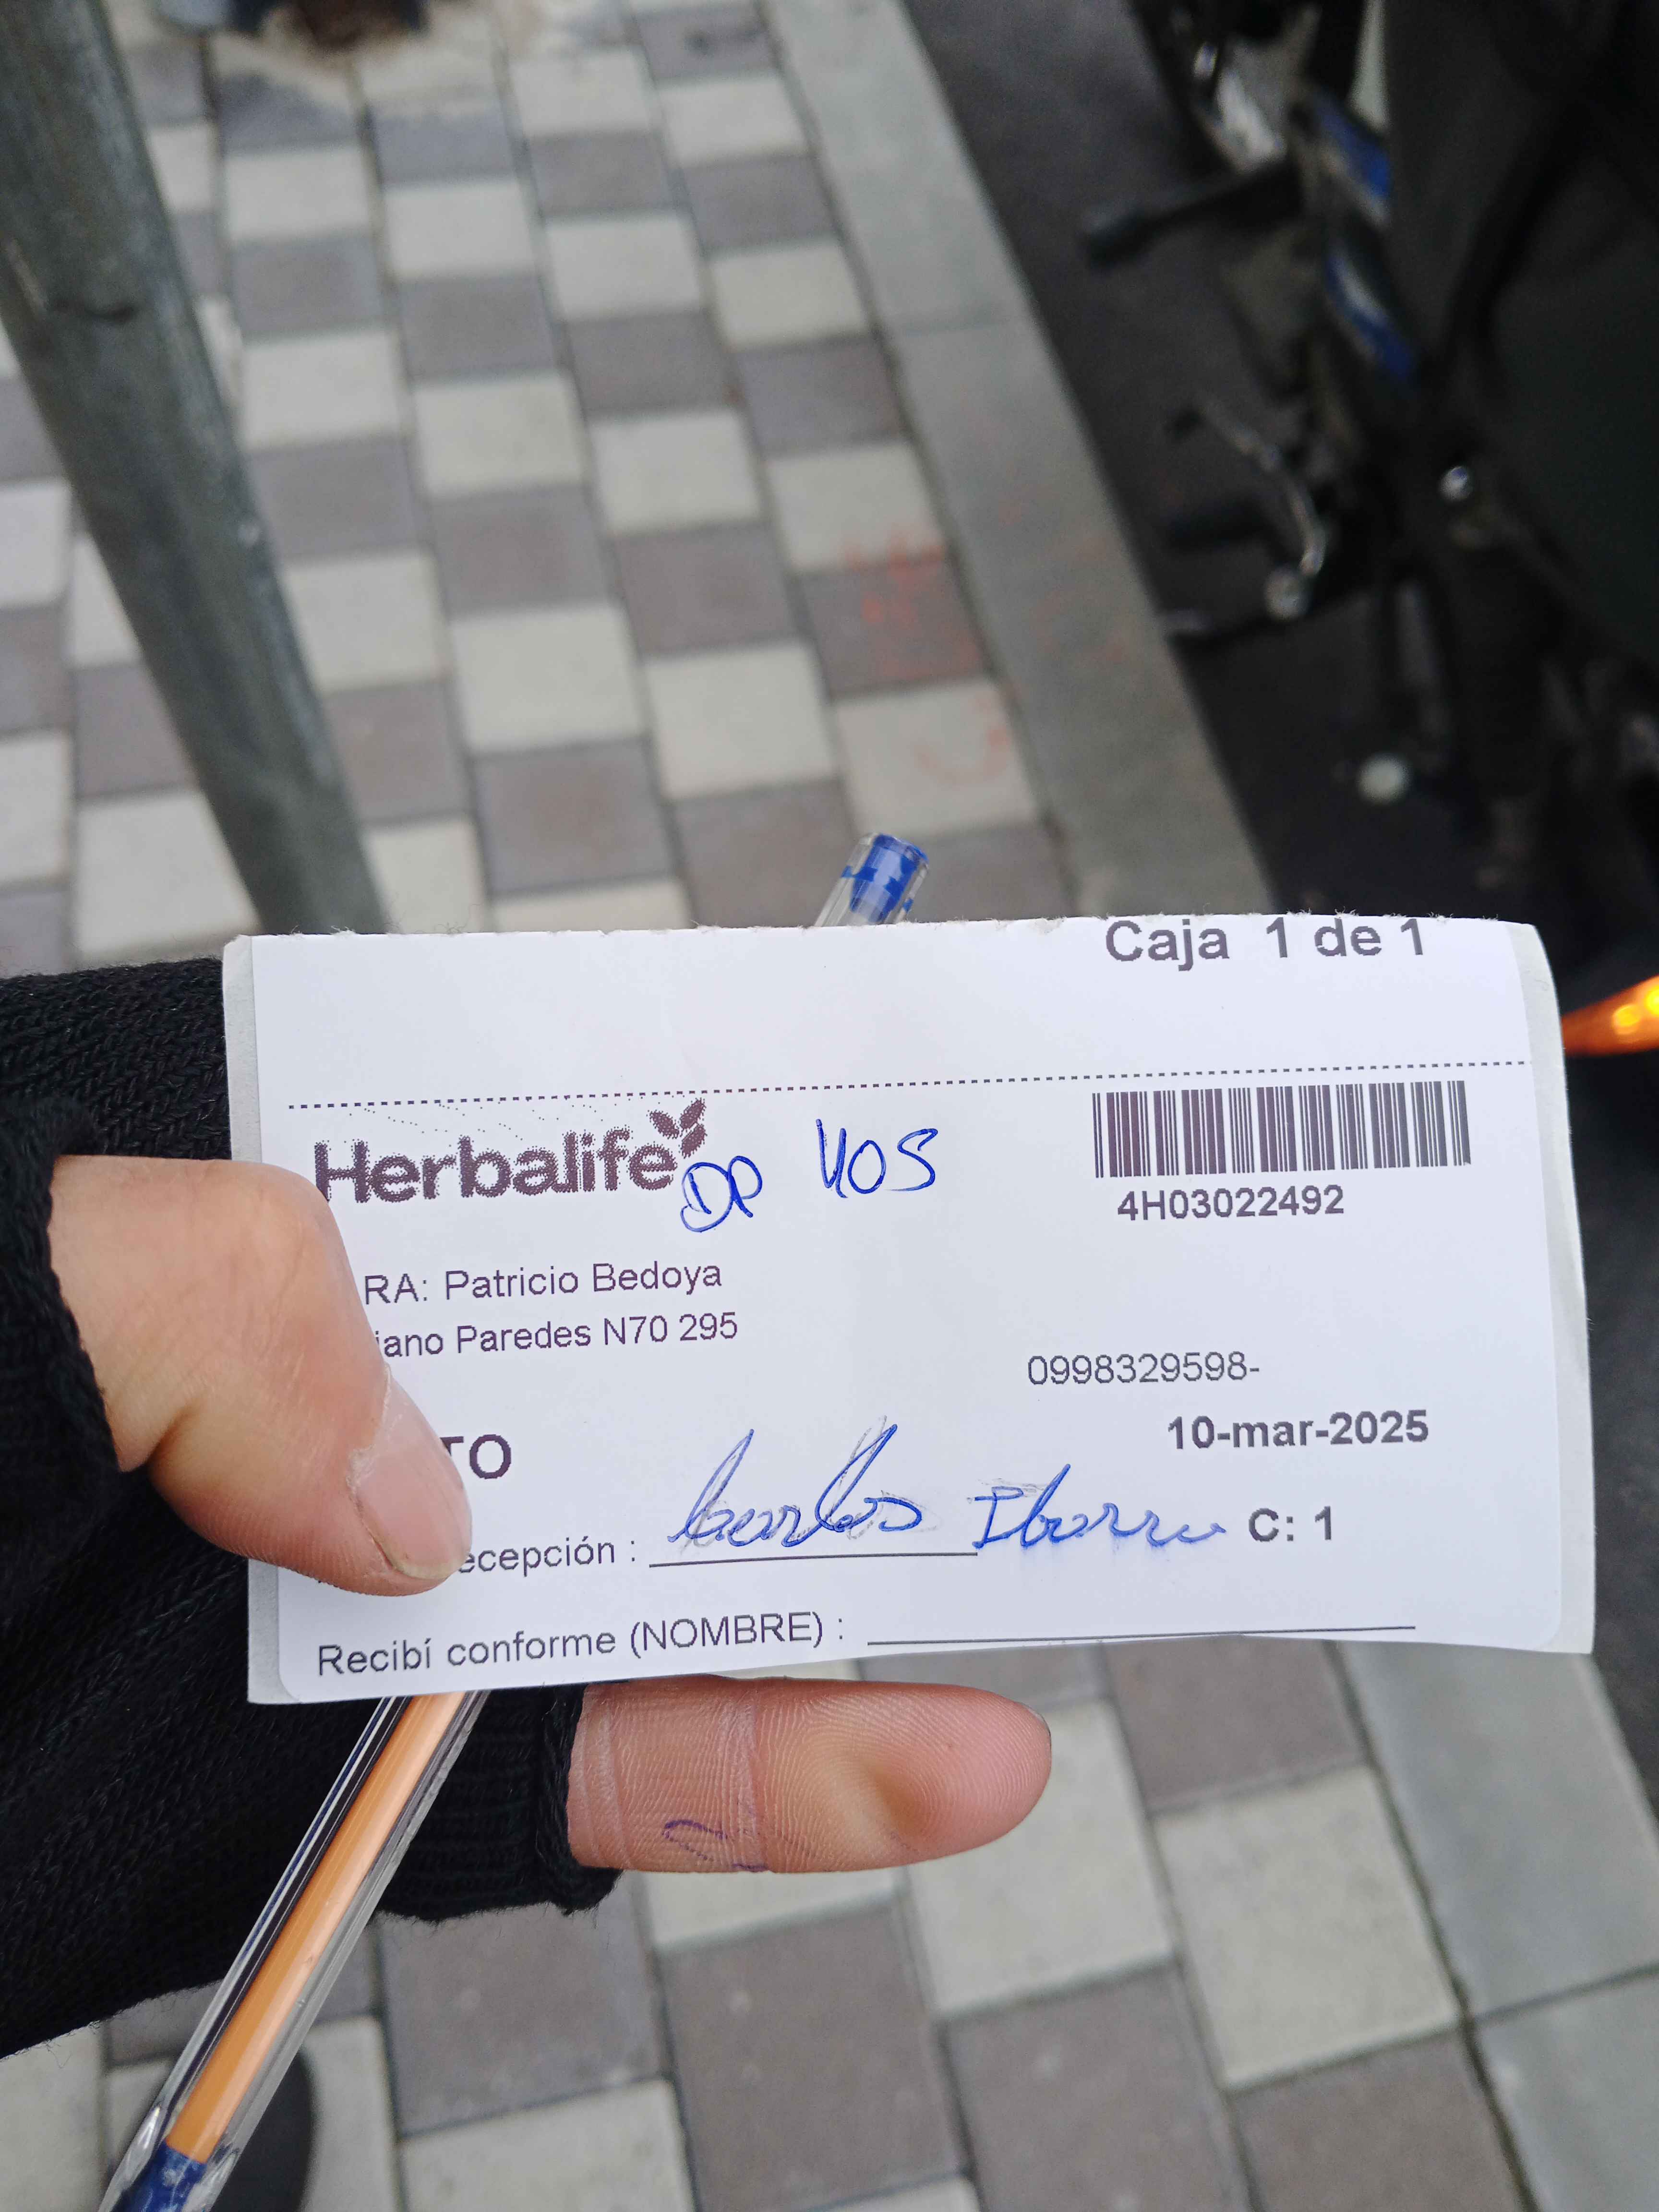 Caja 1 de 1
Herbalife DP 405
4H03022492
RA: Patricio Bedoya
iano Paredes N70 295
0998329598-
10-mar-2025
TO
ecepción : Carlos Ibarra C: 1
Recibí conforme (NOMBRE) :